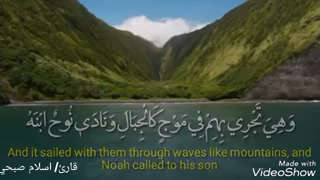 وَهِيَ تَجْرِي بِهِمْ فِي مَوْجٍ كَالْجِبَالِ وَنَادَىٰ نُوحٌ ابْنَهُ
And it sailed with them through waves like mountains, and
Noah called to his son
قارئ/ اسلام صبحي
Made with
VideoShow